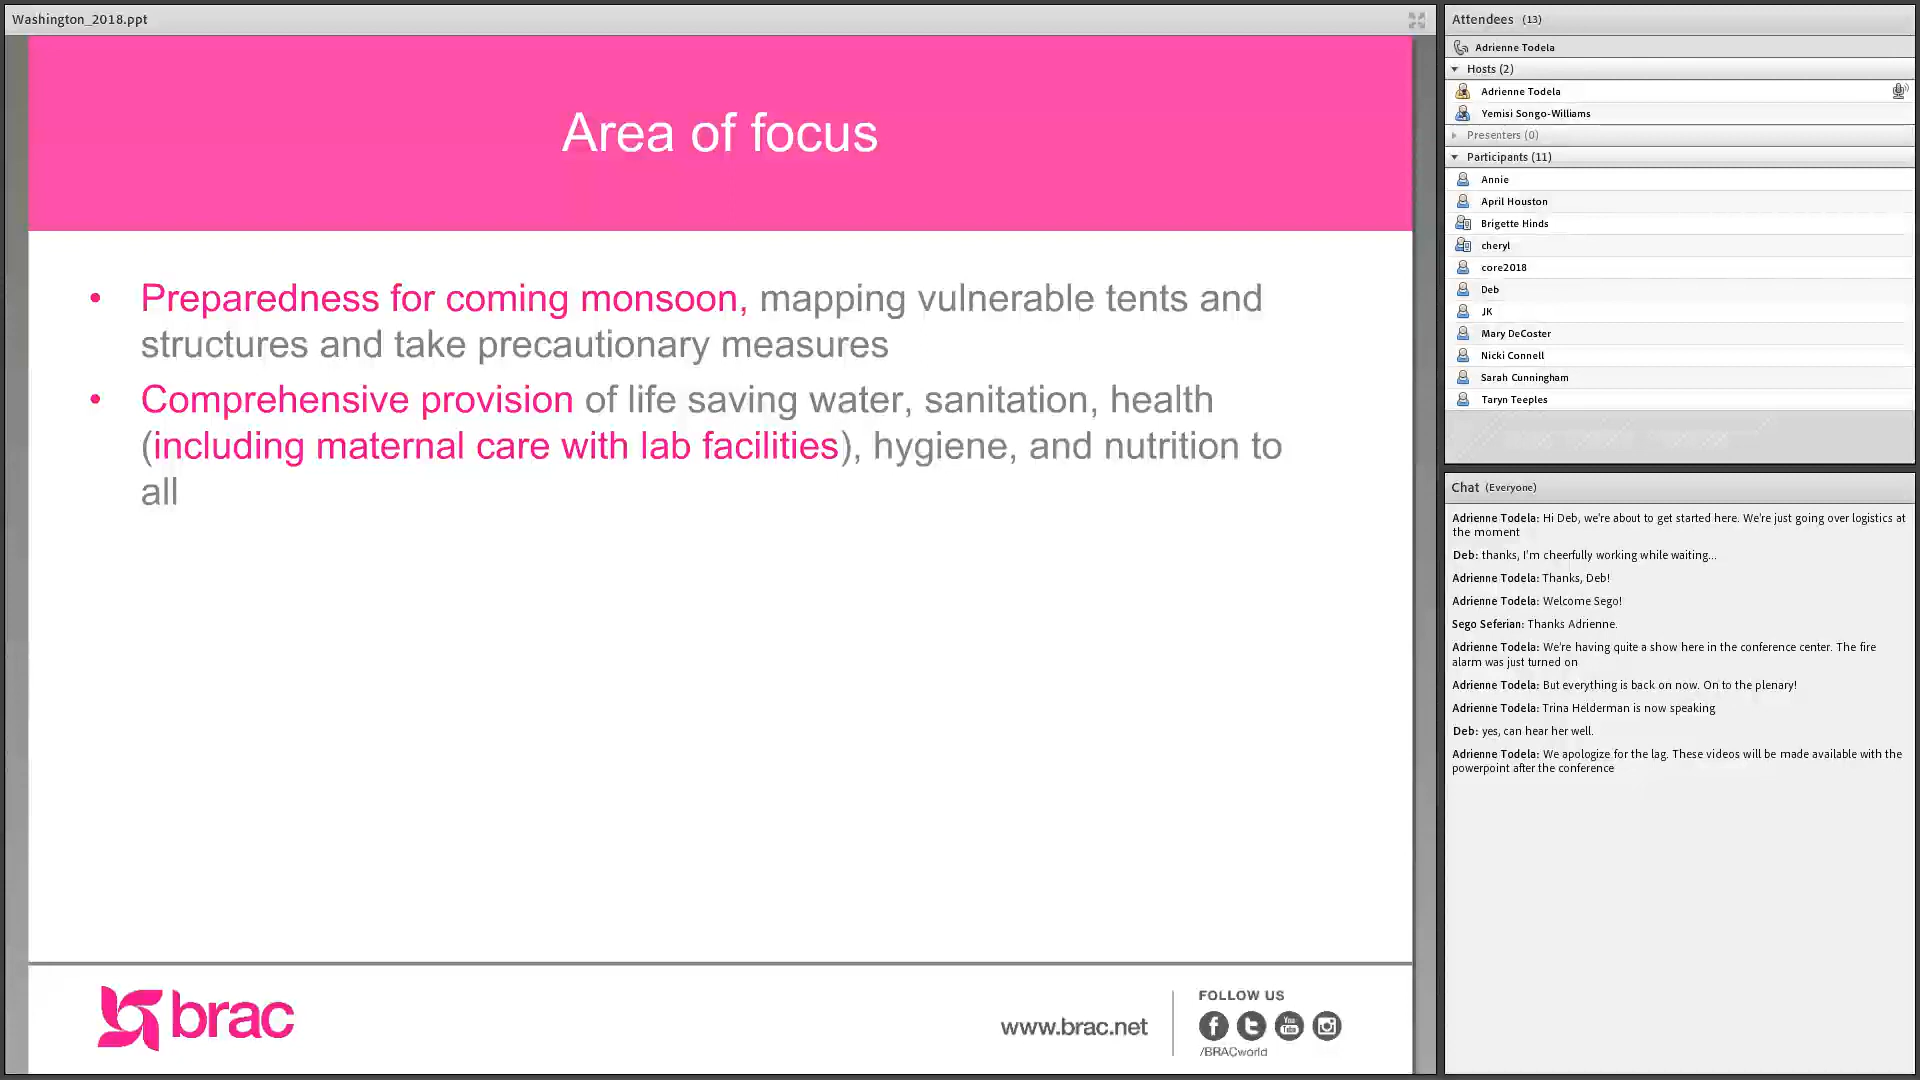 Washington_2018.ppt
Area of focus
• Preparedness for coming monsoon, mapping vulnerable tents and
structures and take precautionary measures
• Comprehensive provision of life saving water, sanitation, health
(including maternal care with lab facilities), hygiene, and nutrition to
all
brac
www.brac.net
FOLLOW US
You
Tube
/BRACworld
Attendees (13)
Adrienne Todela
Hosts (2)
Adrienne Todela
Yemisi Songo-Williams
Presenters (0)
Participants (11)
Annie
April Houston
Brigette Hinds
cheryl
core2018
Deb
JK
Mary DeCoster
Nicki Connell
Sarah Cunningham
Taryn Teeples
Chat (Everyone)
Adrienne Todela: Hi Deb, we're about to get started here. We're just going over logistics at
the moment
Deb: thanks, I'm cheerfully working while waiting...
Adrienne Todela: Thanks, Deb!
Adrienne Todela: Welcome Sego!
Sego Seferian: Thanks Adrienne.
Adrienne Todela: We're having quite a show here in the conference center. The fire
alarm was just turned on
Adrienne Todela: But everything is back on now. On to the plenary!
Adrienne Todela: Trina Helderman is now speaking
Deb: yes, can hear her well.
Adrienne Todela: We apologize for the lag. These videos will be made available with the
powerpoint after the conference